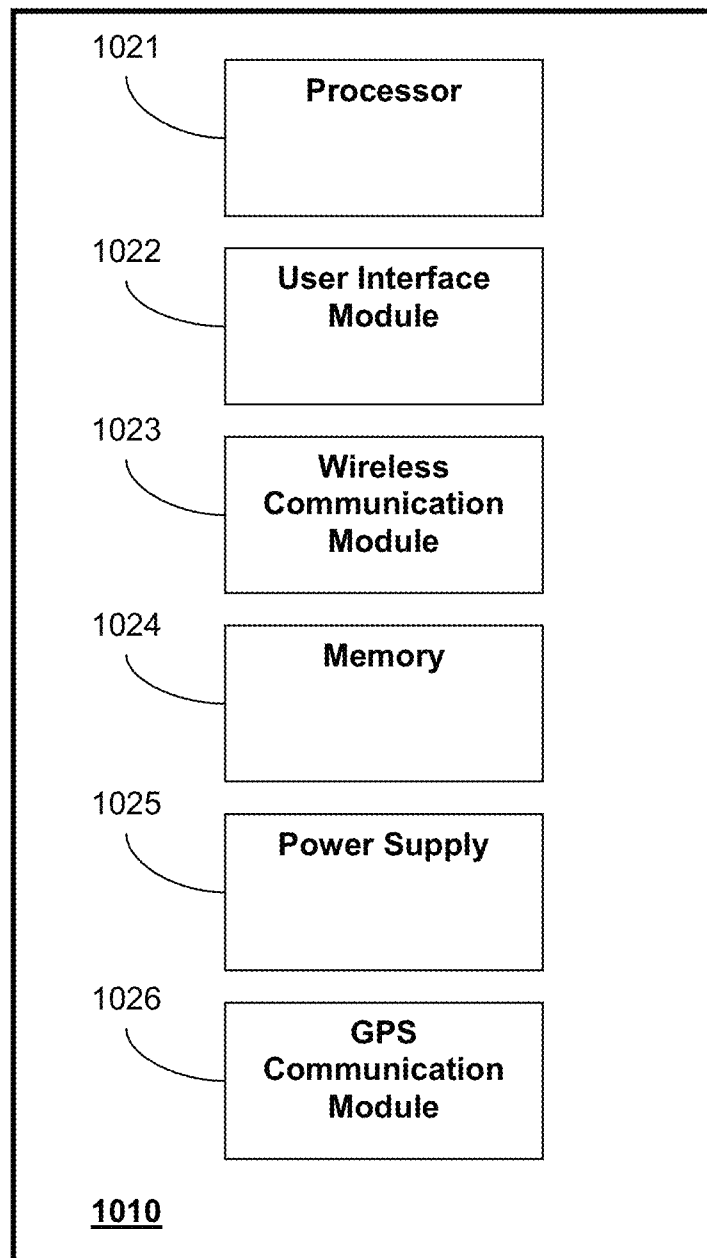 1021
Processor
1022
User Interface
Module
1023
Wireless
Communication
Module
1024
Memory
1025
Power Supply
1026
GPS
Communication
Module
1010